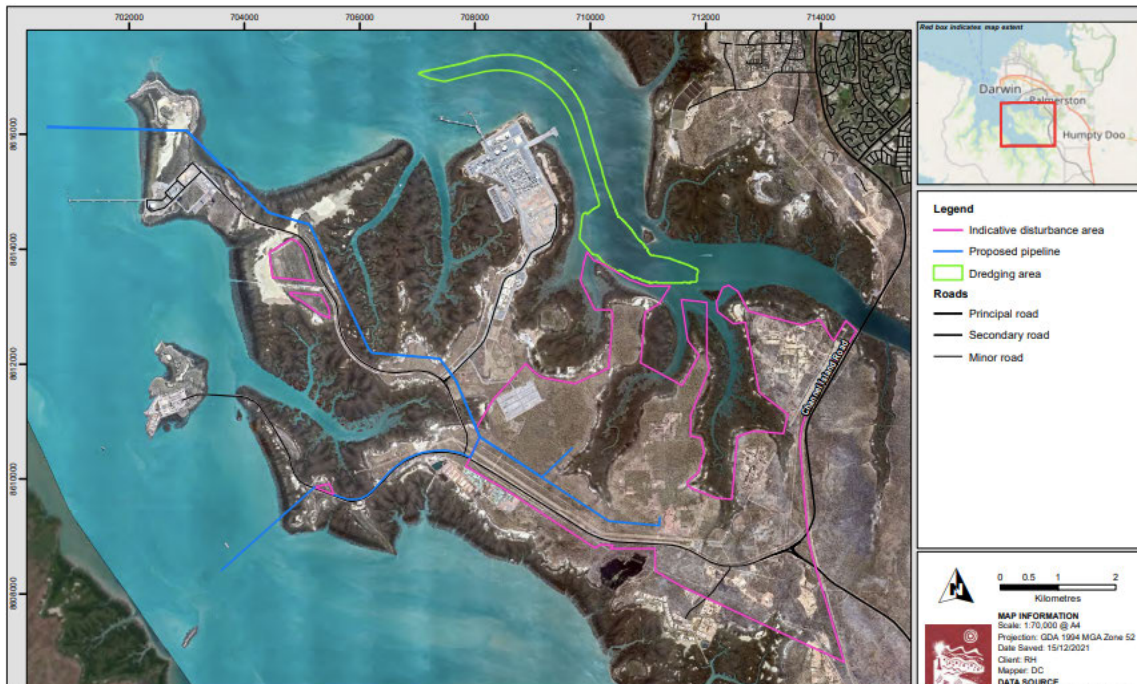 702000 704000 706000 708000 710000 712000 714000
8616000
8614000
8612000
8610000
8608000
Channel Island Road
Red box indicates map extent
Darwin
Palmerston
Humpty Doo
Legend
Indicative disturbance area
Proposed pipeline
Dredging area
Roads
Principal road
Secondary road
Minor road
N
0 0.5 1 2
Kilometres
MAP INFORMATION
Scale: 1:70,000 @ A4
Projection: GDA 1994 MGA Zone 52
Date Saved: 15/12/2021
Client: RH
Mapper: DC
DATA SOURCE